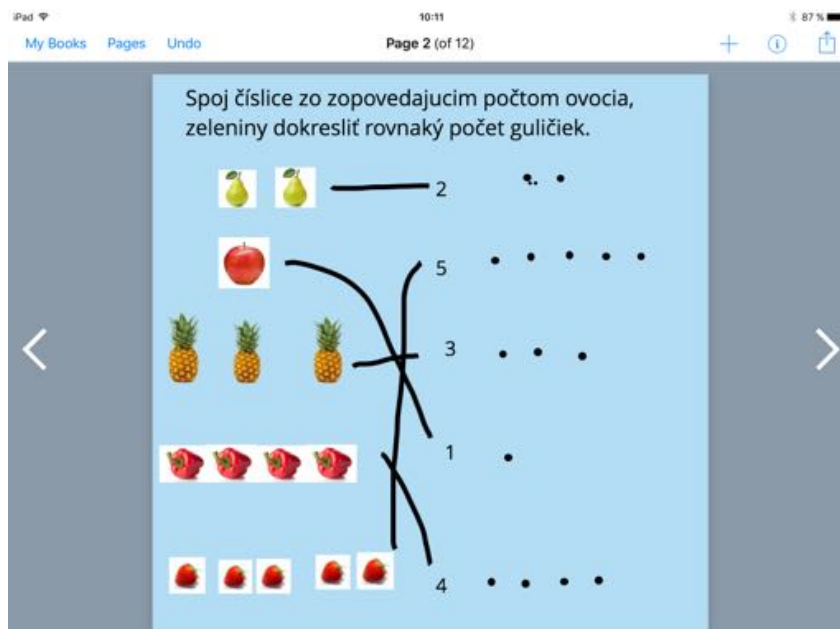 iPad 10:11 87 %
My Books Pages Undo Page 2 (of 12)
Spoj číslice zo zopovedajucim počtom ovocia,
zeleniny dokresliť rovnaký počet guličiek.
2
5
3
1
4